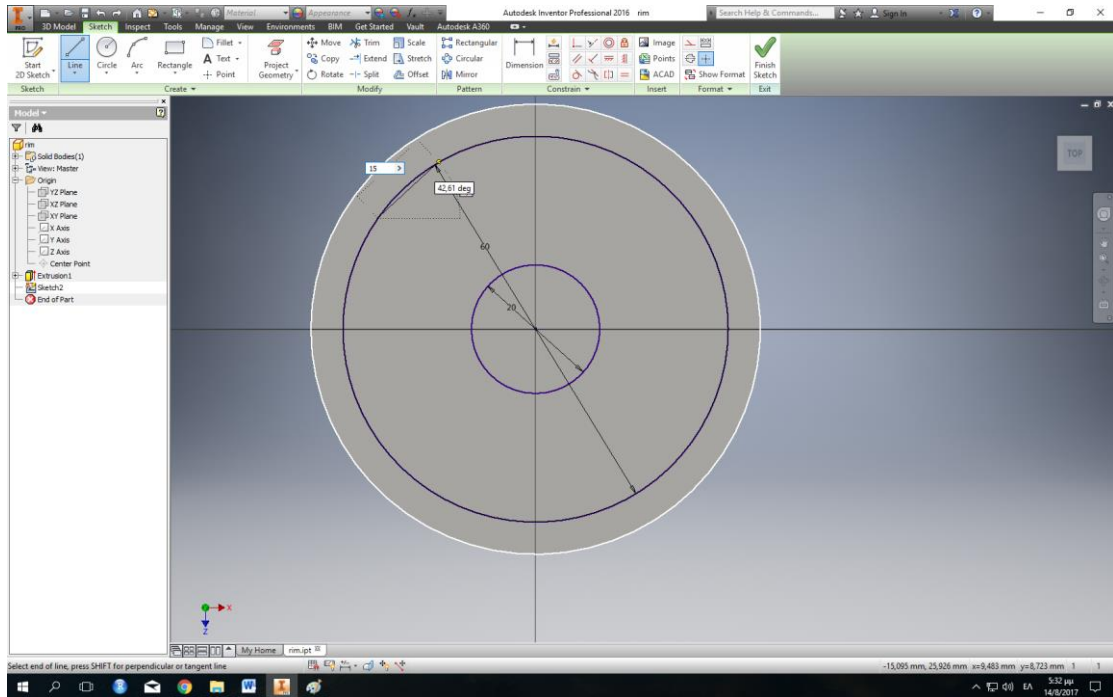 Material Appearance Autodesk Inventor Professional 2016 rim Search Help & Commands... Sign In
PRO 3D Model Sketch Inspect Tools Manage View Environments BIM Get Started Vault Autodesk A360
Start 2D Sketch Line Circle Arc Rectangle Fillet Text Point Project Geometry Move Copy Rotate Trim Extend Split Scale Stretch Offset Rectangular Circular Mirror Dimension Image Points ACAD Show Format Finish Sketch
Sketch Create Modify Pattern Constrain Insert Format Exit
Model
rim
Solid Bodies(1)
View: Master
Origin
YZ Plane
XZ Plane
XY Plane
X Axis
Y Axis
Z Axis
Center Point
Extrusion1
Sketch2
End of Part
TOP
15
42,61 deg
60
20
X
Z
My Home rim.ipt
Select end of line, press SHIFT for perpendicular or tangent line -15,095 mm, 25,926 mm x=9,483 mm y=8,723 mm 1 1
ΕΛ 5:32 μμ
14/8/2017